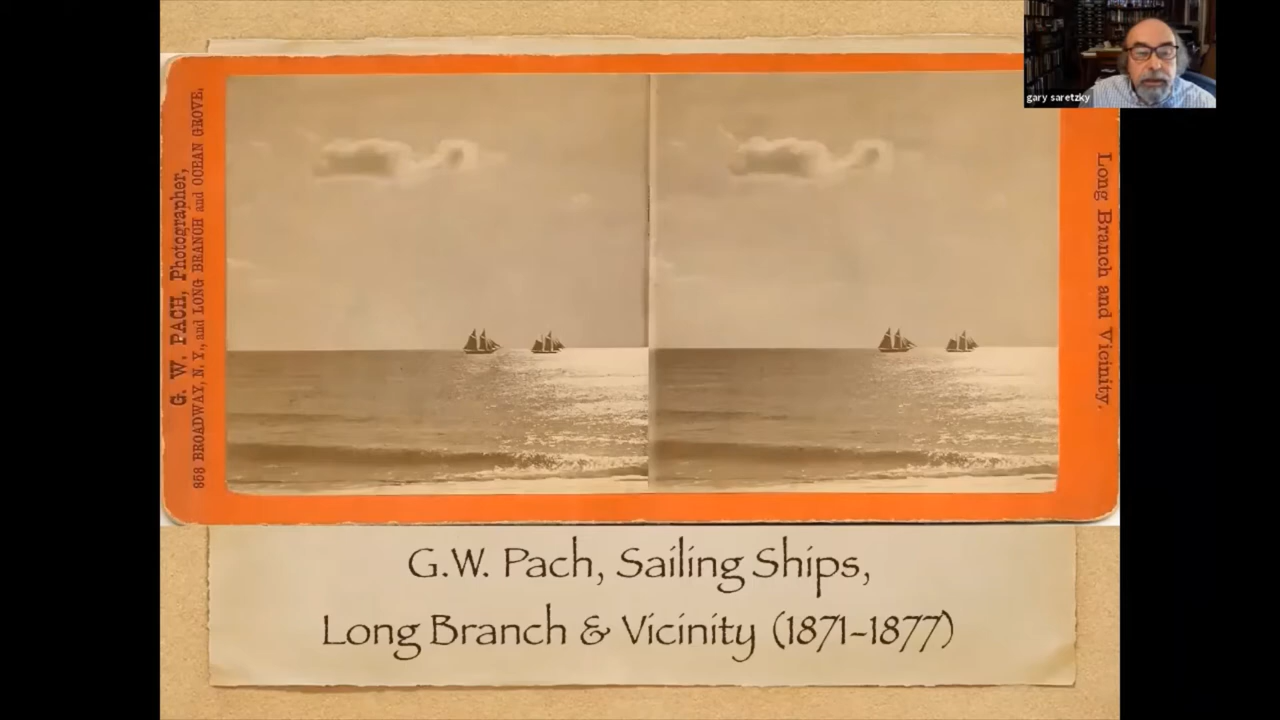 gary saretzky
G. W. PACH, Photographer,
858 BROADWAY, N. Y., and LONG BRANCH and OCEAN GROVE.
Long Branch and Vicinity.
G.W. Pach, Sailing Ships,
Long Branch & Vicinity (1871-1877)